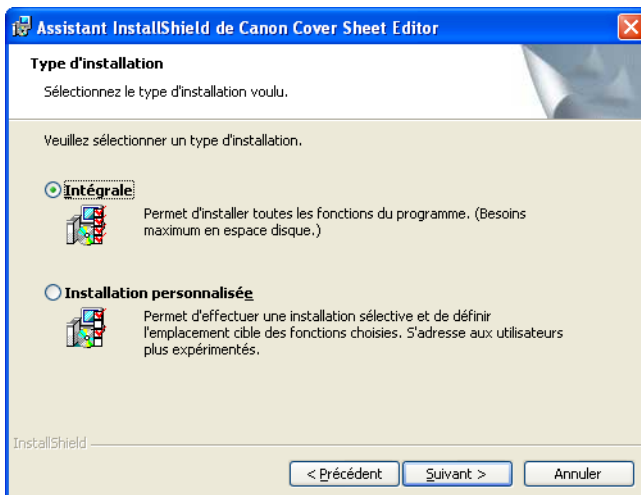 Assistant InstallShield de Canon Cover Sheet Editor
Type d'installation
Sélectionnez le type d'installation voulu.
Veuillez sélectionner un type d'installation.
Intégrale
Permet d'installer toutes les fonctions du programme. (Besoins
maximum en espace disque.)
Installation personnalisée
Permet d'effectuer une installation sélective et de définir
l'emplacement cible des fonctions choisies. S'adresse aux utilisateurs
plus expérimentés.
InstallShield
< Précédent
Suivant >
Annuler